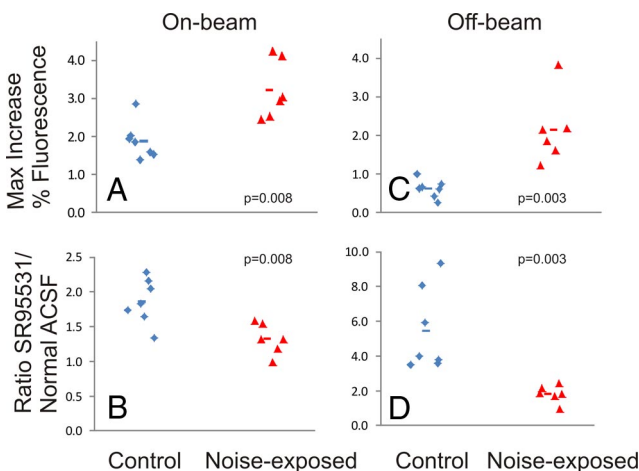 On-beam
Off-beam
Max Increase
% Fluorescence
4.0
3.0
2.0
1.0
0.0
A
p=0.008
4.0
3.0
2.0
1.0
0.0
C
p=0.003
Ratio SR95531/
Normal ACSF
2.5
2.0
1.5
1.0
0.5
0.0
B
p=0.008
10.0
8.0
6.0
4.0
2.0
0.0
D
p=0.003
Control
Noise-exposed
Control
Noise-exposed